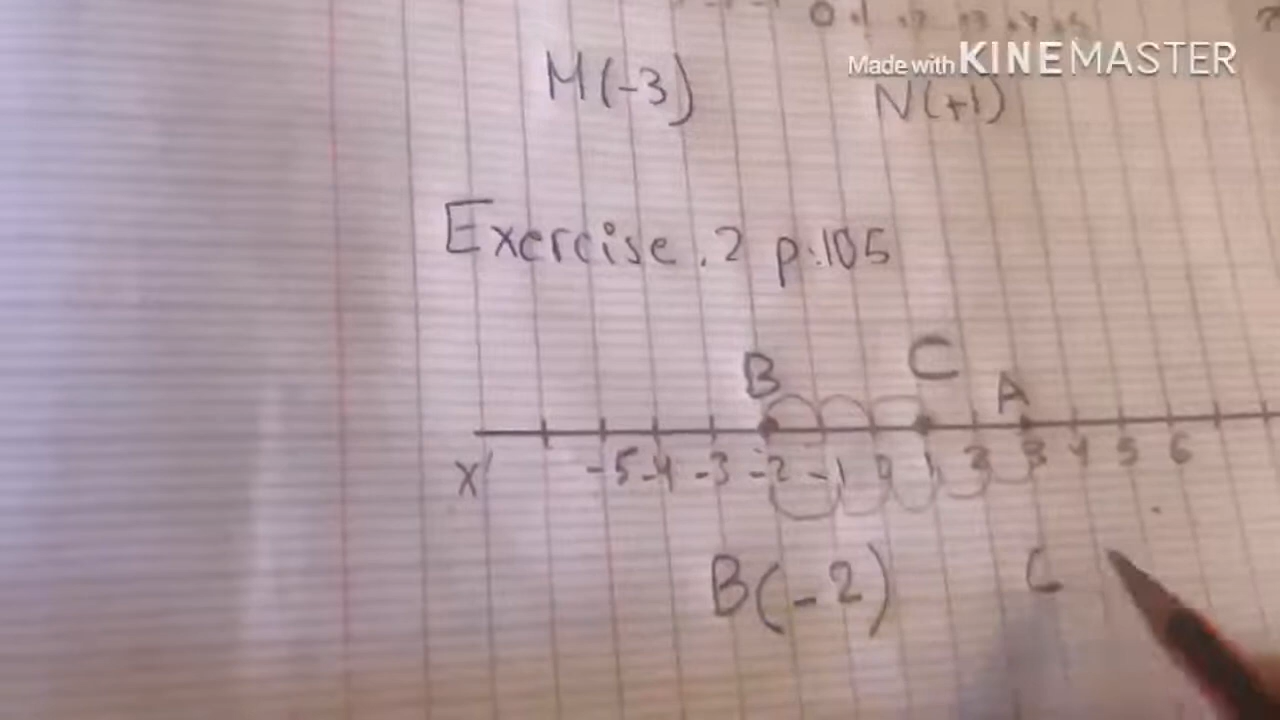 Made with KINEMASTER
M(-3) N(+1)
Exercise.2 p:105
B C A
x' -5 -4 -3 -2 -1 0 1 2 3 4 5 6
B(-2) C